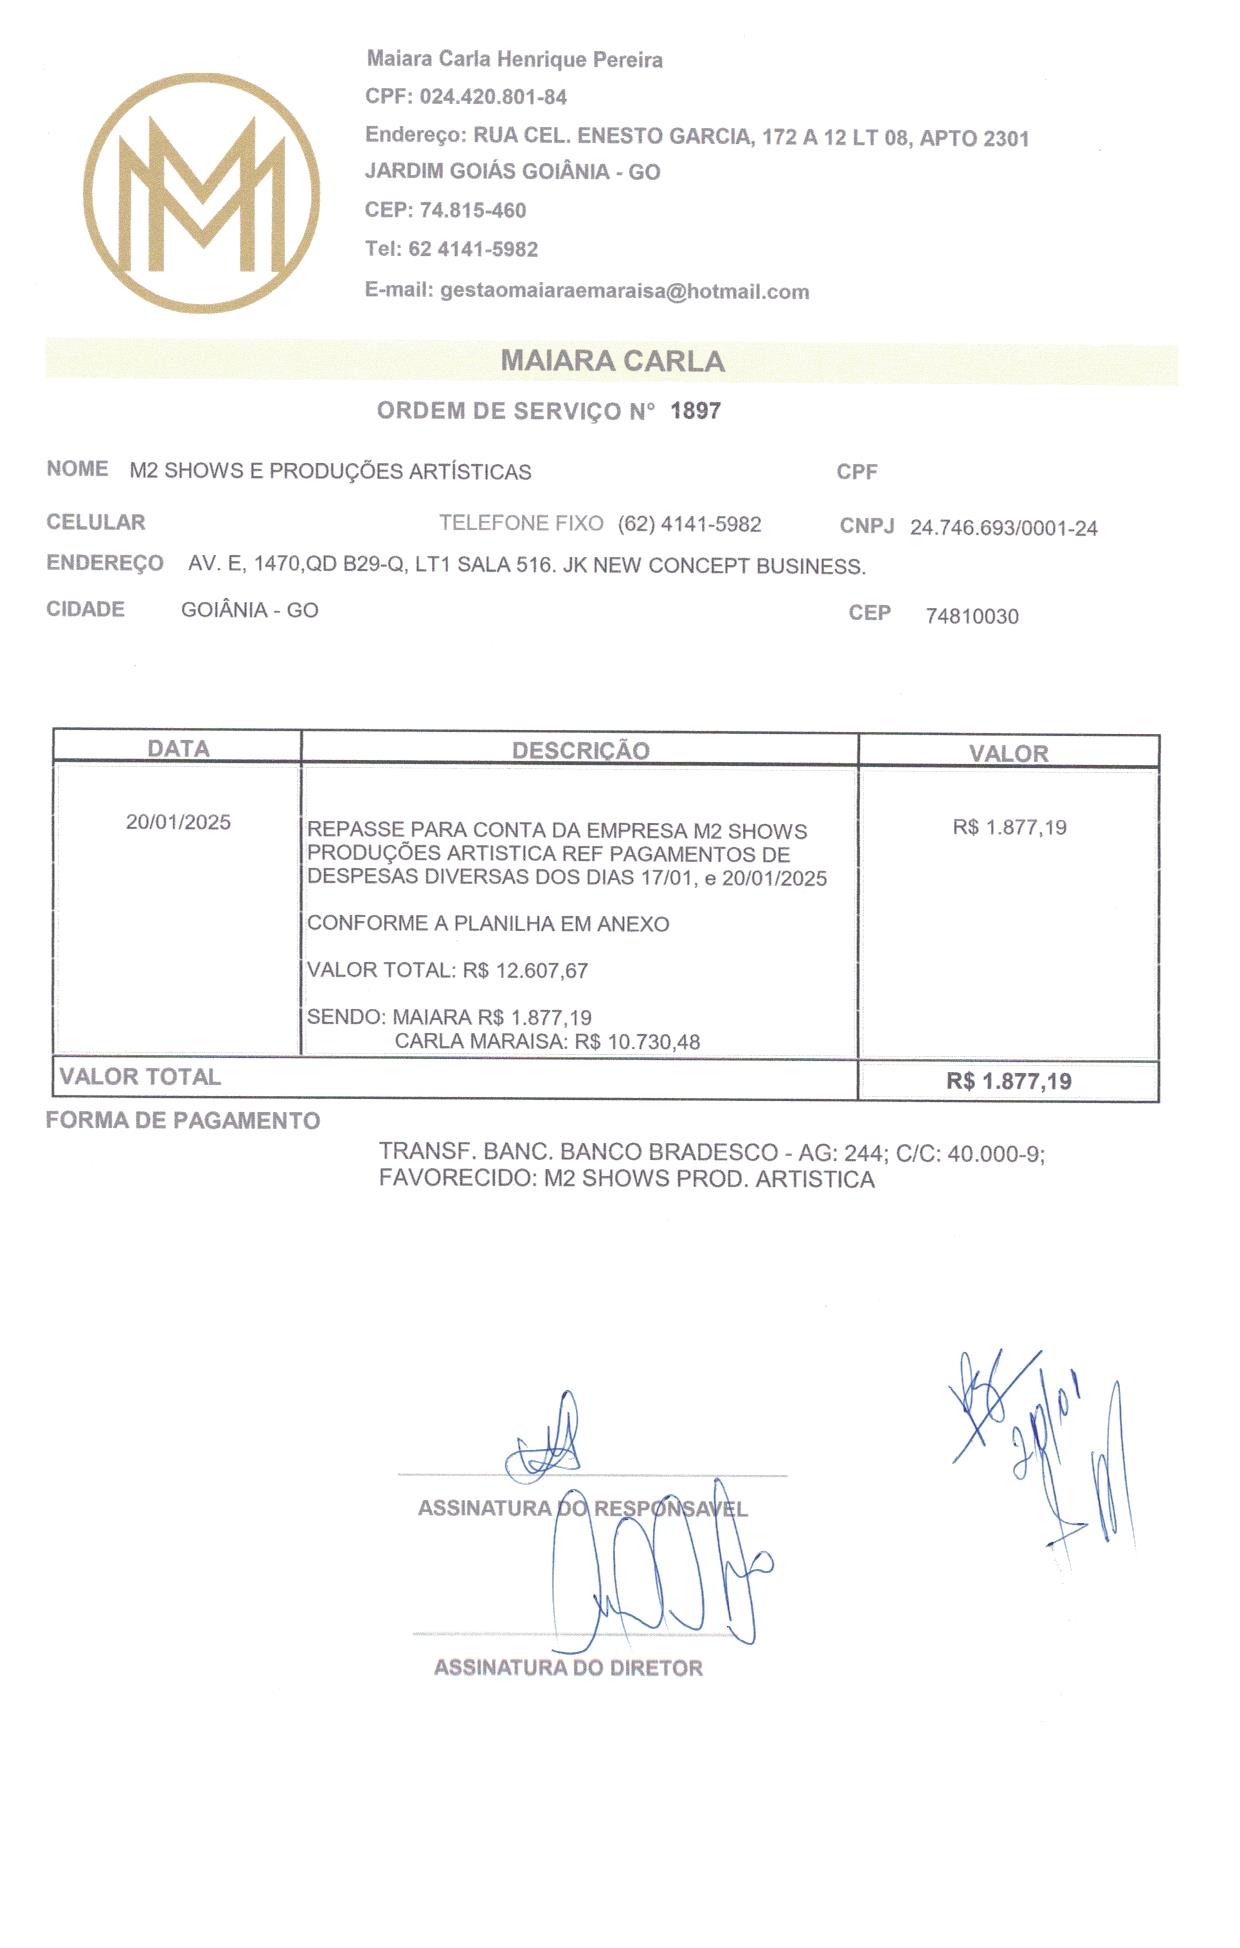 Maiara Carla Henrique Pereira
CPF: 024.420.801-84
Endereço: RUA CEL. ENESTO GARCIA, 172 A 12 LT 08, APTO 2301
JARDIM GOIÁS GOIÂNIA - GO
CEP: 74.815-460
Tel: 62 4141-5982
E-mail: gestaomaiaraemaraisa@hotmail.com
MAIARA CARLA
ORDEM DE SERVIÇO N° 1897
NOME M2 SHOWS E PRODUÇÕES ARTÍSTICAS CPF
CELULAR TELEFONE FIXO (62) 4141-5982 CNPJ 24.746.693/0001-24
ENDEREÇO AV. E, 1470,QD B29-Q, LT1 SALA 516. JK NEW CONCEPT BUSINESS.
CIDADE GOIÂNIA - GO CEP 74810030
DATA DESCRIÇÃO VALOR
20/01/2025 REPASSE PARA CONTA DA EMPRESA M2 SHOWS R$ 1.877,19
PRODUÇÕES ARTISTICA REF PAGAMENTOS DE
DESPESAS DIVERSAS DOS DIAS 17/01, e 20/01/2025
CONFORME A PLANILHA EM ANEXO
VALOR TOTAL: R$ 12.607,67
SENDO: MAIARA R$ 1.877,19
CARLA MARAISA: R$ 10.730,48
VALOR TOTAL R$ 1.877,19
FORMA DE PAGAMENTO
TRANSF. BANC. BANCO BRADESCO - AG: 244; C/C: 40.000-9;
FAVORECIDO: M2 SHOWS PROD. ARTISTICA
20/01
ASSINATURA DO RESPONSAVEL
ASSINATURA DO DIRETOR